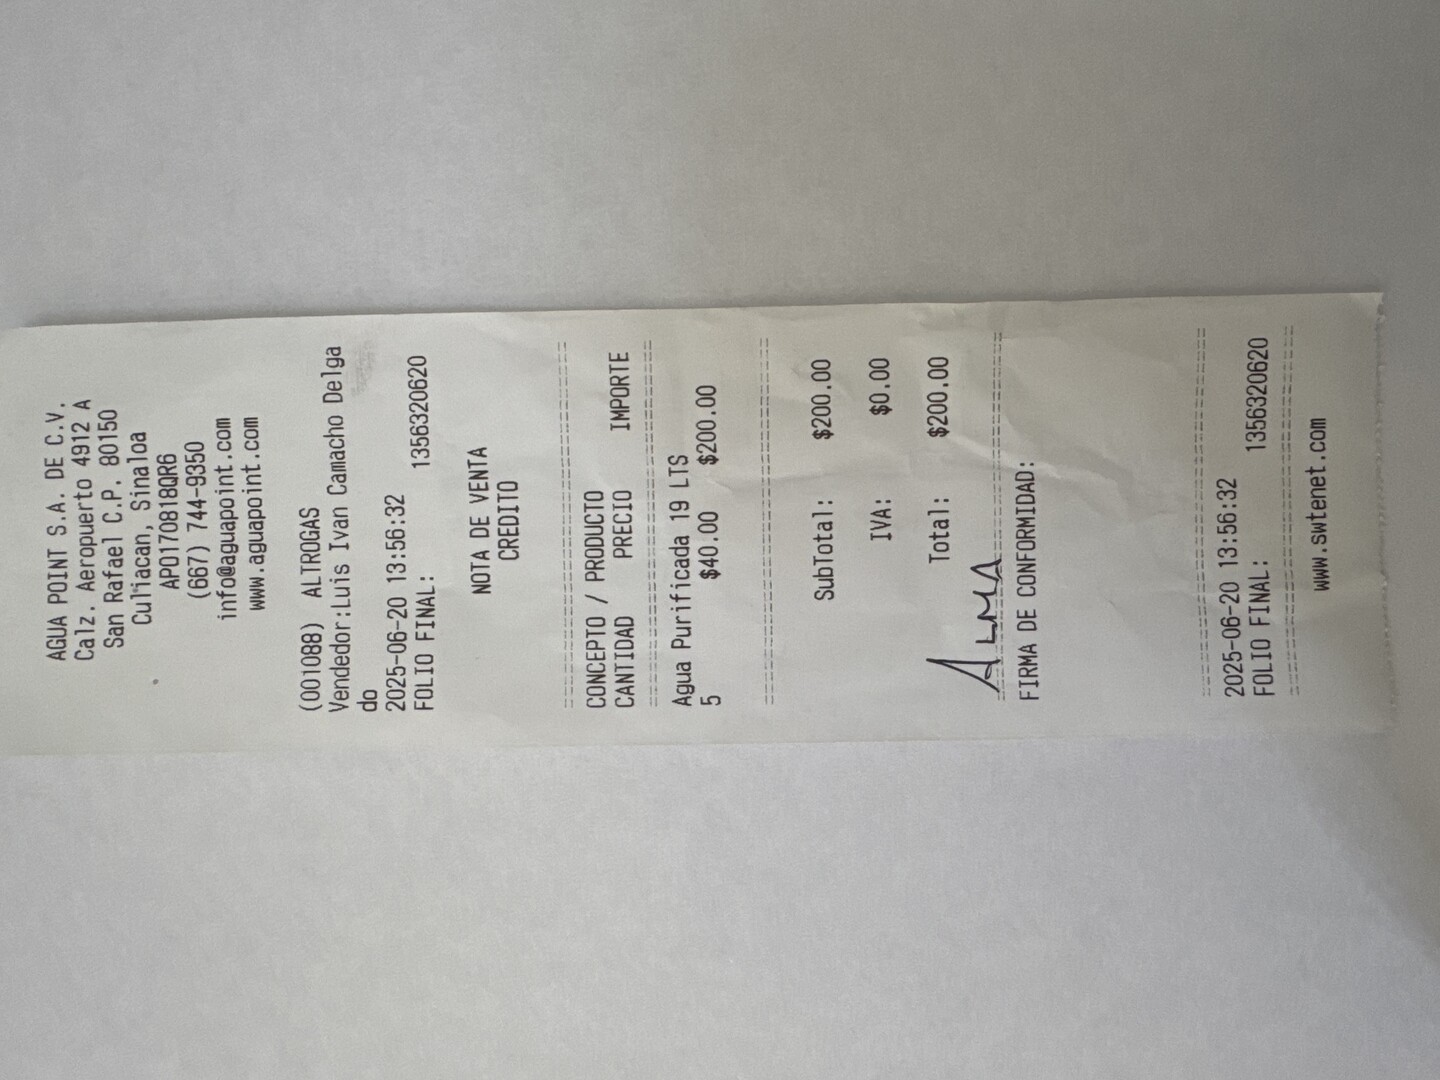 AGUA POINT S.A. DE C.V.
Calz. Aeropuerto 4912 A
San Rafael C.P. 80150
Culiacan, Sinaloa
APO170818QR6
(667) 744-9350
info@aguapoint.com
www.aguapoint.com
(001088) ALTROGAS
Vendedor:Luis Ivan Camacho Delga
do
2025-06-20 13:56:32
FOLIO FINAL: 1356320620
NOTA DE VENTA
CREDITO
CONCEPTO / PRODUCTO
CANTIDAD PRECIO IMPORTE
Agua Purificada 19 LTS
5 $40.00 $200.00
SubTotal: $200.00
IVA: $0.00
Total: $200.00
ALMA
FIRMA DE CONFORMIDAD:
2025-06-20 13:56:32
FOLIO FINAL: 1356320620
www.swtenet.com